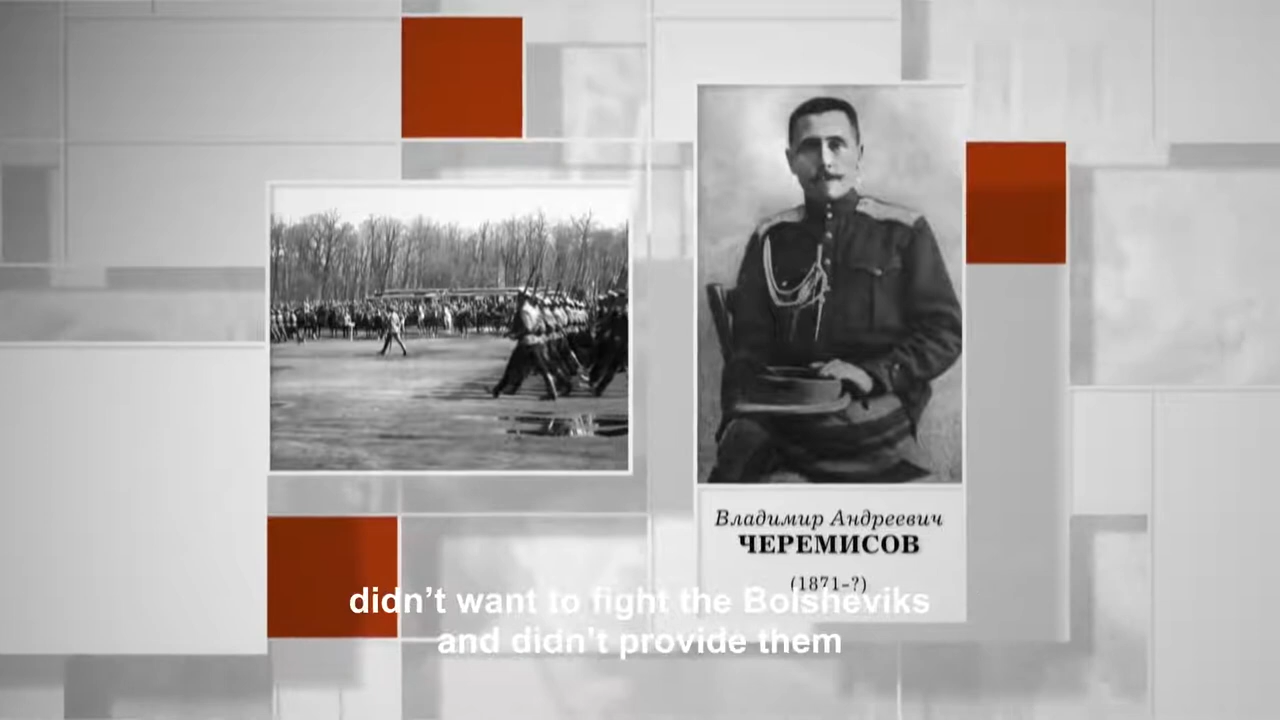 Владимир Андреевич
ЧЕРЕМИСОВ
(1871–?)
didn't want to fight the Bolsheviks
and didn't provide them